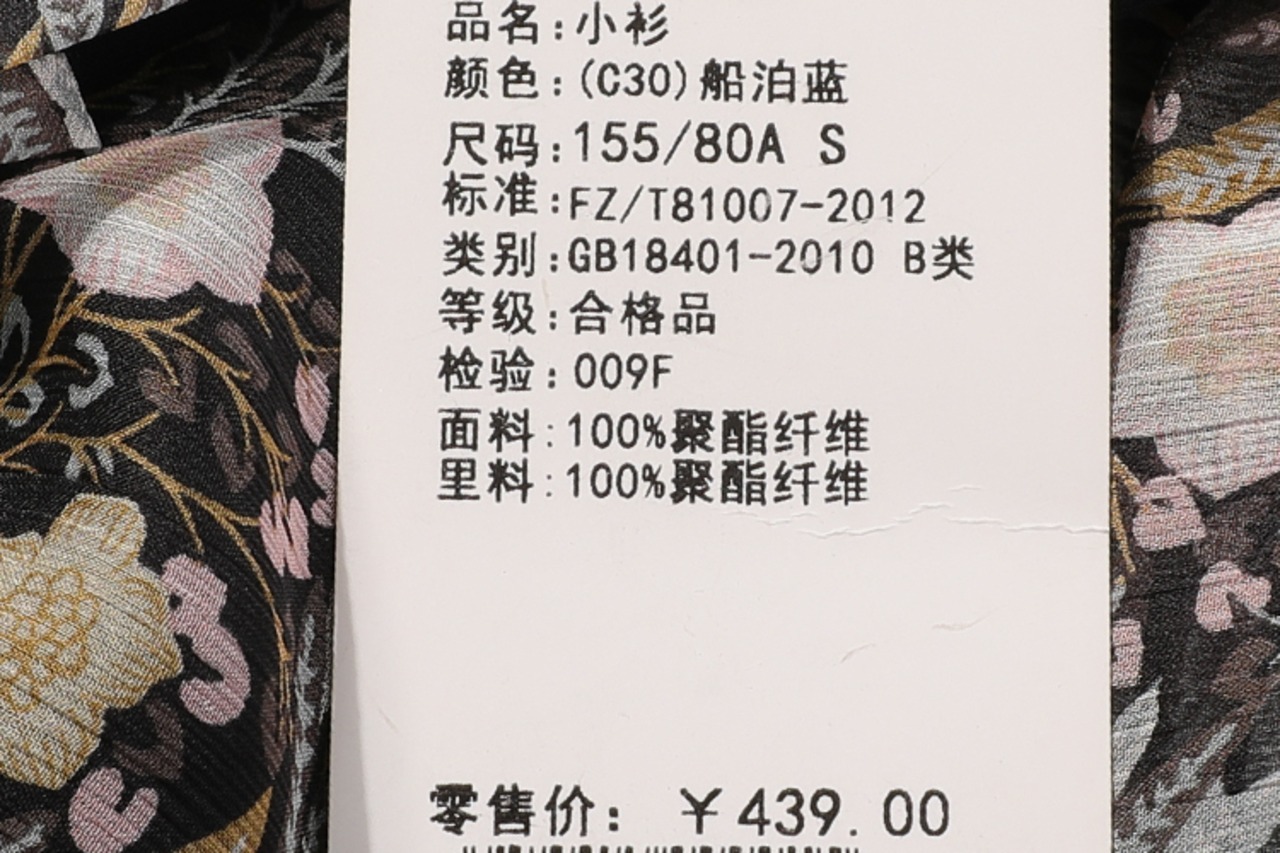 品名:小衫
颜色:(C30)船泊蓝
尺码:155/80A S
标准:FZ/T81007-2012
类别:GB18401-2010 B类
等级:合格品
检验:009F
面料:100%聚酯纤维
里料:100%聚酯纤维
零售价: ￥439.00